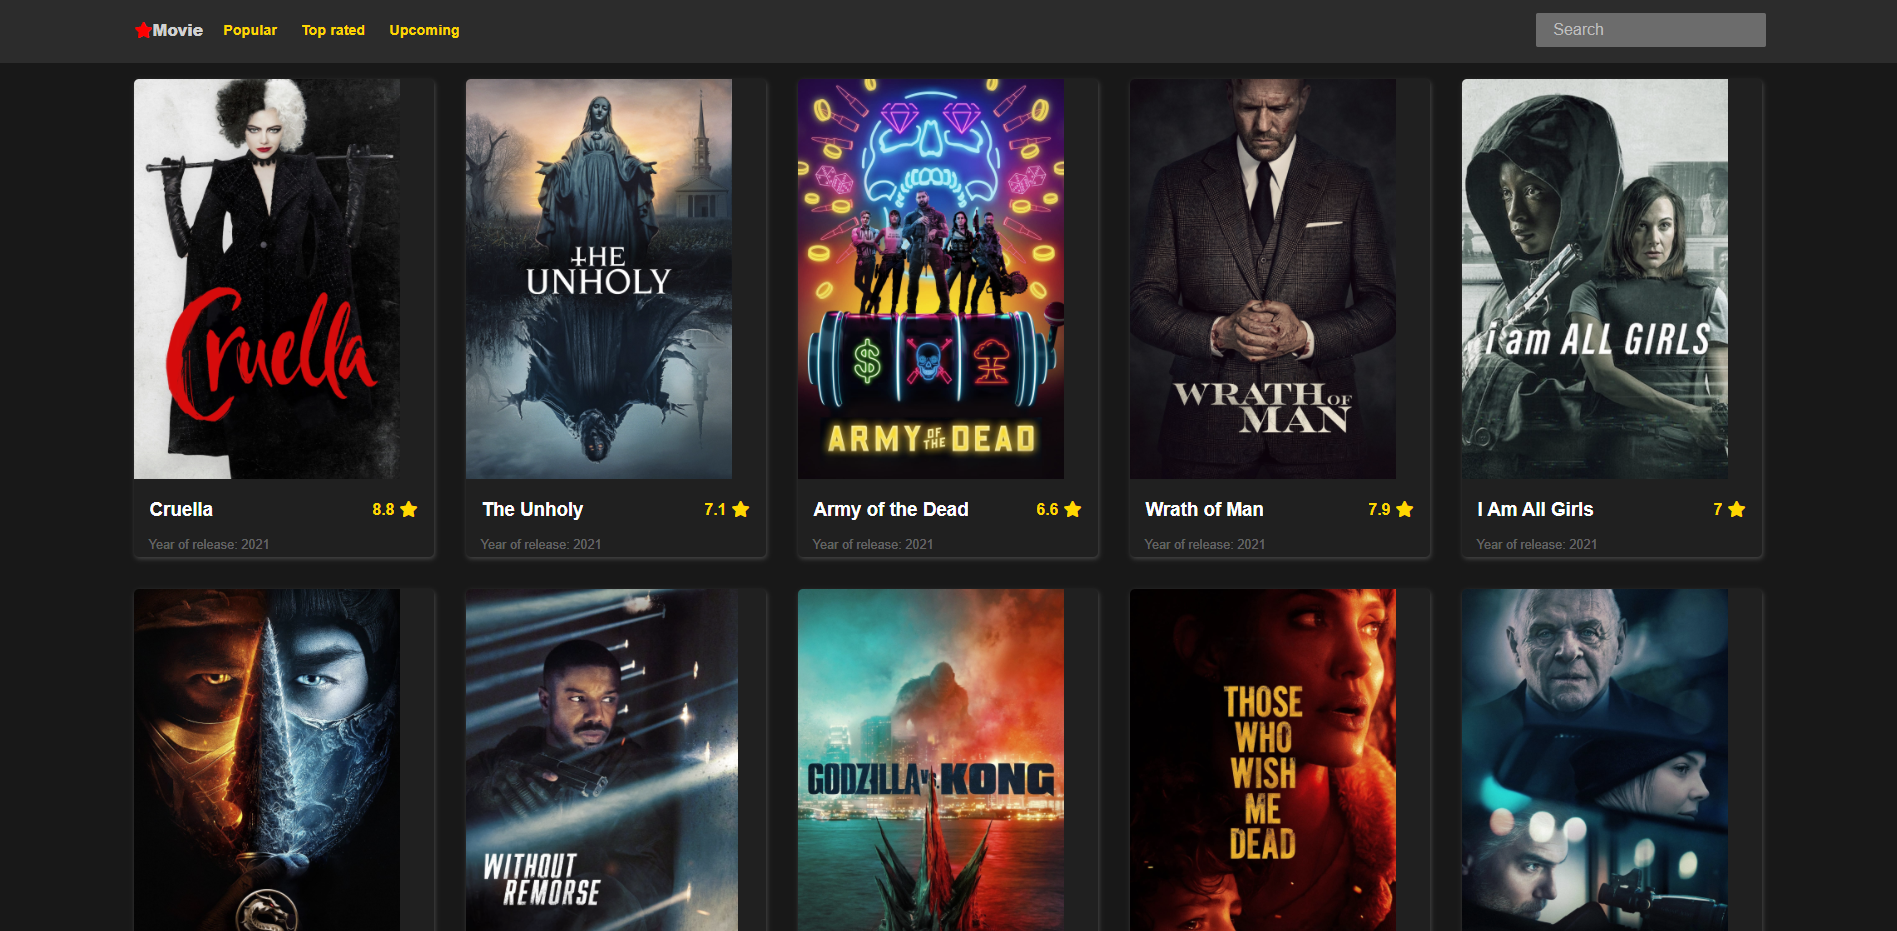 Movie Popular Top rated Upcoming Search
Cruella
THE
UNHOLY
ARMY OF THE DEAD
WRATH OF
MAN
i am ALL GIRLS
Cruella 8.8
The Unholy 7.1
Army of the Dead 6.6
Wrath of Man 7.9
I Am All Girls 7
Year of release: 2021
Year of release: 2021
Year of release: 2021
Year of release: 2021
Year of release: 2021
WITHOUT
REMORSE
GODZILLA VS. KONG
THOSE
WHO
WISH
ME
DEAD